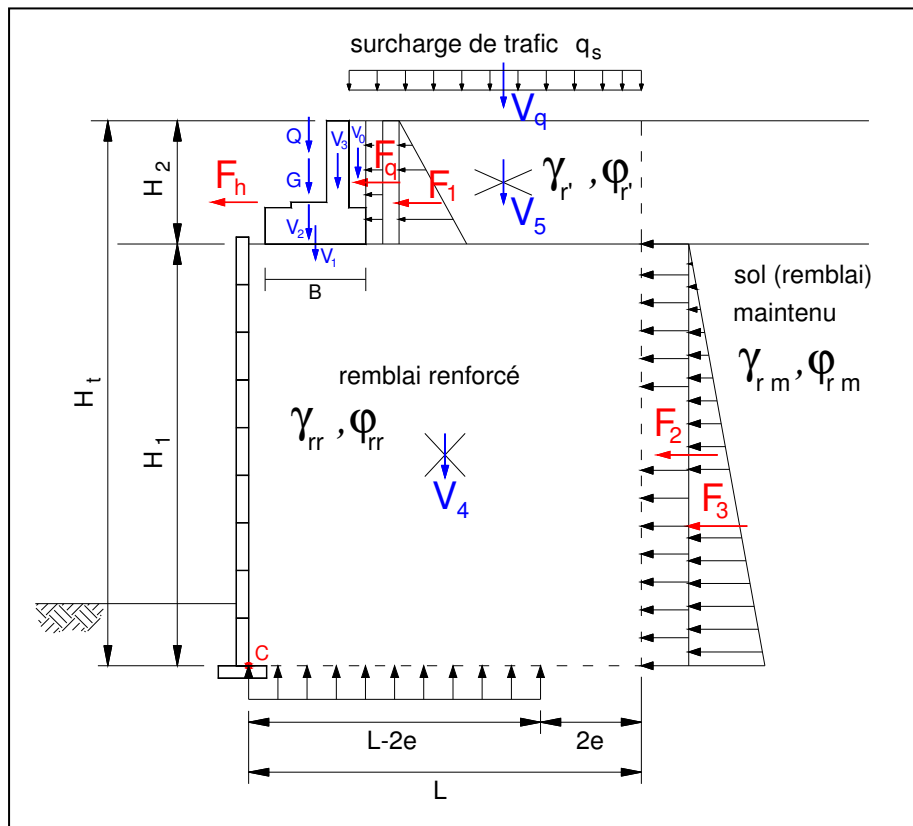 surcharge de trafic q_s
V_q
Q
V_3
V_0
H_2
F_h
G
F_q
F_1
γ_r' , φ_r'
V_5
V_2
V_1
B
sol (remblai)
maintenu
γ_rm , φ_rm
H_t
H_1
remblai renforcé
γ_rr , φ_rr
F_2
V_4
F_3
C
L-2e
2e
L